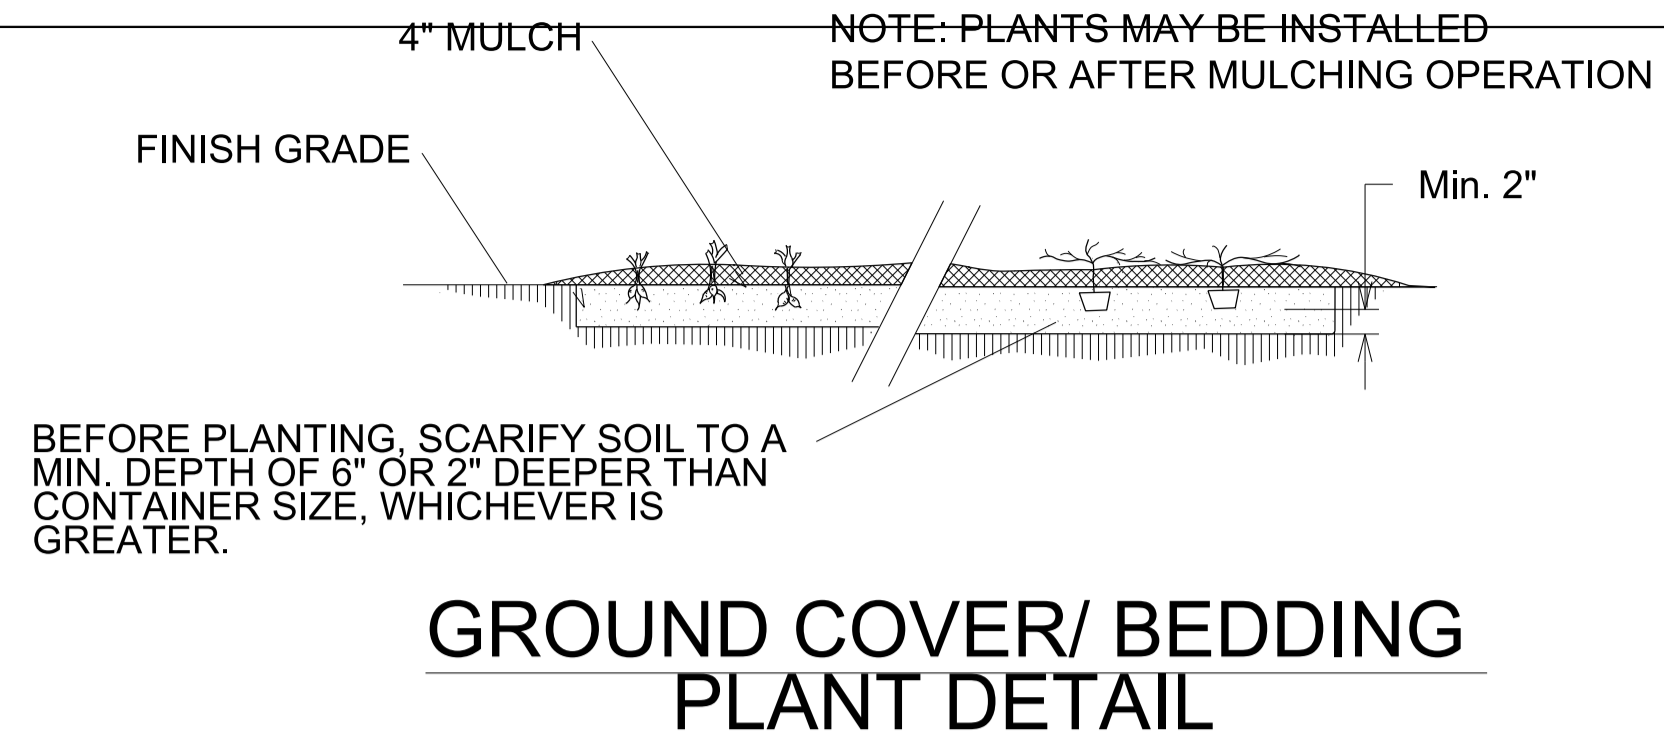 4" MULCH
NOTE: PLANTS MAY BE INSTALLED
BEFORE OR AFTER MULCHING OPERATION
FINISH GRADE
Min. 2"
BEFORE PLANTING, SCARIFY SOIL TO A
MIN. DEPTH OF 6" OR 2" DEEPER THAN
CONTAINER SIZE, WHICHEVER IS
GREATER.
GROUND COVER/ BEDDING
PLANT DETAIL